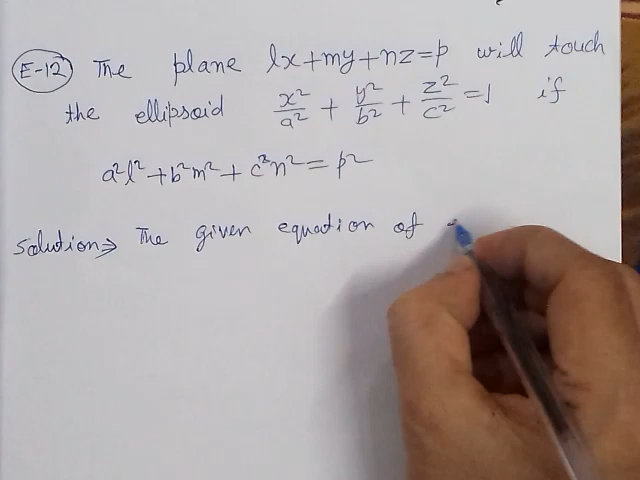 E-12 The plane lx+my+nz=p will touch
the ellipsoid x²/a² + y²/b² + z²/c² =1 if
a²l²+b²m²+c²n²=p²
Solution⇒ The given equation of